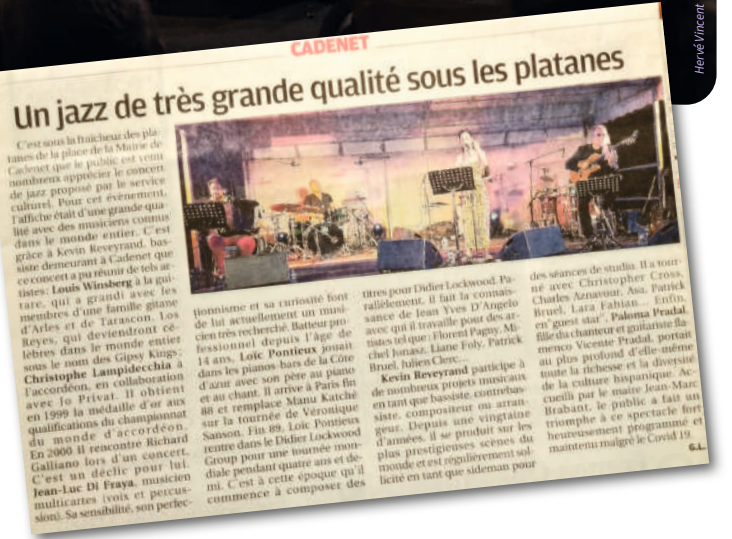 Hervé Vincent
CADENET
Un jazz de très grande qualité sous les platanes
C'est sous la fraîcheur des pla-
tanes de la place de la Mairie de
Cadenet que le public est venu
nombreux apprécier le concert
de jazz proposé par le service
culturel. Pour cet évènement,
l'affiche était d'une grande qua-
lité avec des musiciens connus
dans le monde entier. C'est
grâce à Kevin Reveyrand, bas-
siste demeurant à Cadenet que
ce concert a pu réunir de tels ar-
tistes : Louis Winsberg à la gui-
tare, qui a grandi avec les
membres d'une famille gitane
d'Arles et de Tarascon, Los
Reyes, qui deviendront cé-
lèbres dans le monde entier
sous le nom des Gipsy Kings ;
Christophe Lampidecchia à
l'accordéon, en collaboration
avec Jo Privat. Il obtient
en 1999 la médaille d'or aux
qualifications du championnat
du monde d'accordéon.
En 2000 il rencontre Richard
Galliano lors d'un concert.
C'est un déclic pour lui.
Jean-Luc Di Fraya, musicien
multicartes (voix et percus-
sion). Sa sensibilité, son perfec-
tionnisme et sa curiosité font
de lui actuellement un musi-
cien très recherché. Batteur pro-
fessionnel depuis l'âge de
14 ans, Loïc Pontieux jouait
dans les pianos-bars de la Côte
d'azur avec son père au piano
et au chant. Il arrive à Paris fin
88 et remplace Manu Katché
sur la tournée de Véronique
Sanson. Fin 89, Loïc Pontieux
rentre dans le Didier Lockwood
Group pour une tournée mon-
diale pendant quatre ans et de-
mi. C'est à cette époque qu'il
commence à composer des
titres pour Didier Lockwood. Pa-
rallèlement, il fait la connais-
sance de Jean Yves D'Angelo
avec qui il travaille pour des ar-
tistes tel que : Florent Pagny, Mi-
chel Jonasz, Liane Foly, Patrick
Bruel, Julien Clerc...
Kevin Reveyrand participe à
de nombreux projets musicaux
en tant que bassiste, contrebas-
siste, compositeur ou arran-
geur. Depuis une vingtaine
d'années, il se produit sur les
plus prestigieuses scènes du
monde et est régulièrement sol-
licité en tant que sideman pour
des séances de studio. Il a tour-
né avec Christopher Cross,
Charles Aznavour, Asa, Patrick
Bruel, Lara Fabian... Enfin,
en "guest star", Paloma Pradal,
fille du chanteur et guitariste fla-
menco Vicente Pradal, portait
au plus profond d'elle-même
toute la richesse et la diversité
de la culture hispanique. Ac-
cueilli par le maire Jean-Marc
Brabant, le public a fait un
triomphe à ce spectacle fort
heureusement programmé et
maintenu malgré le Covid 19.
G.L.